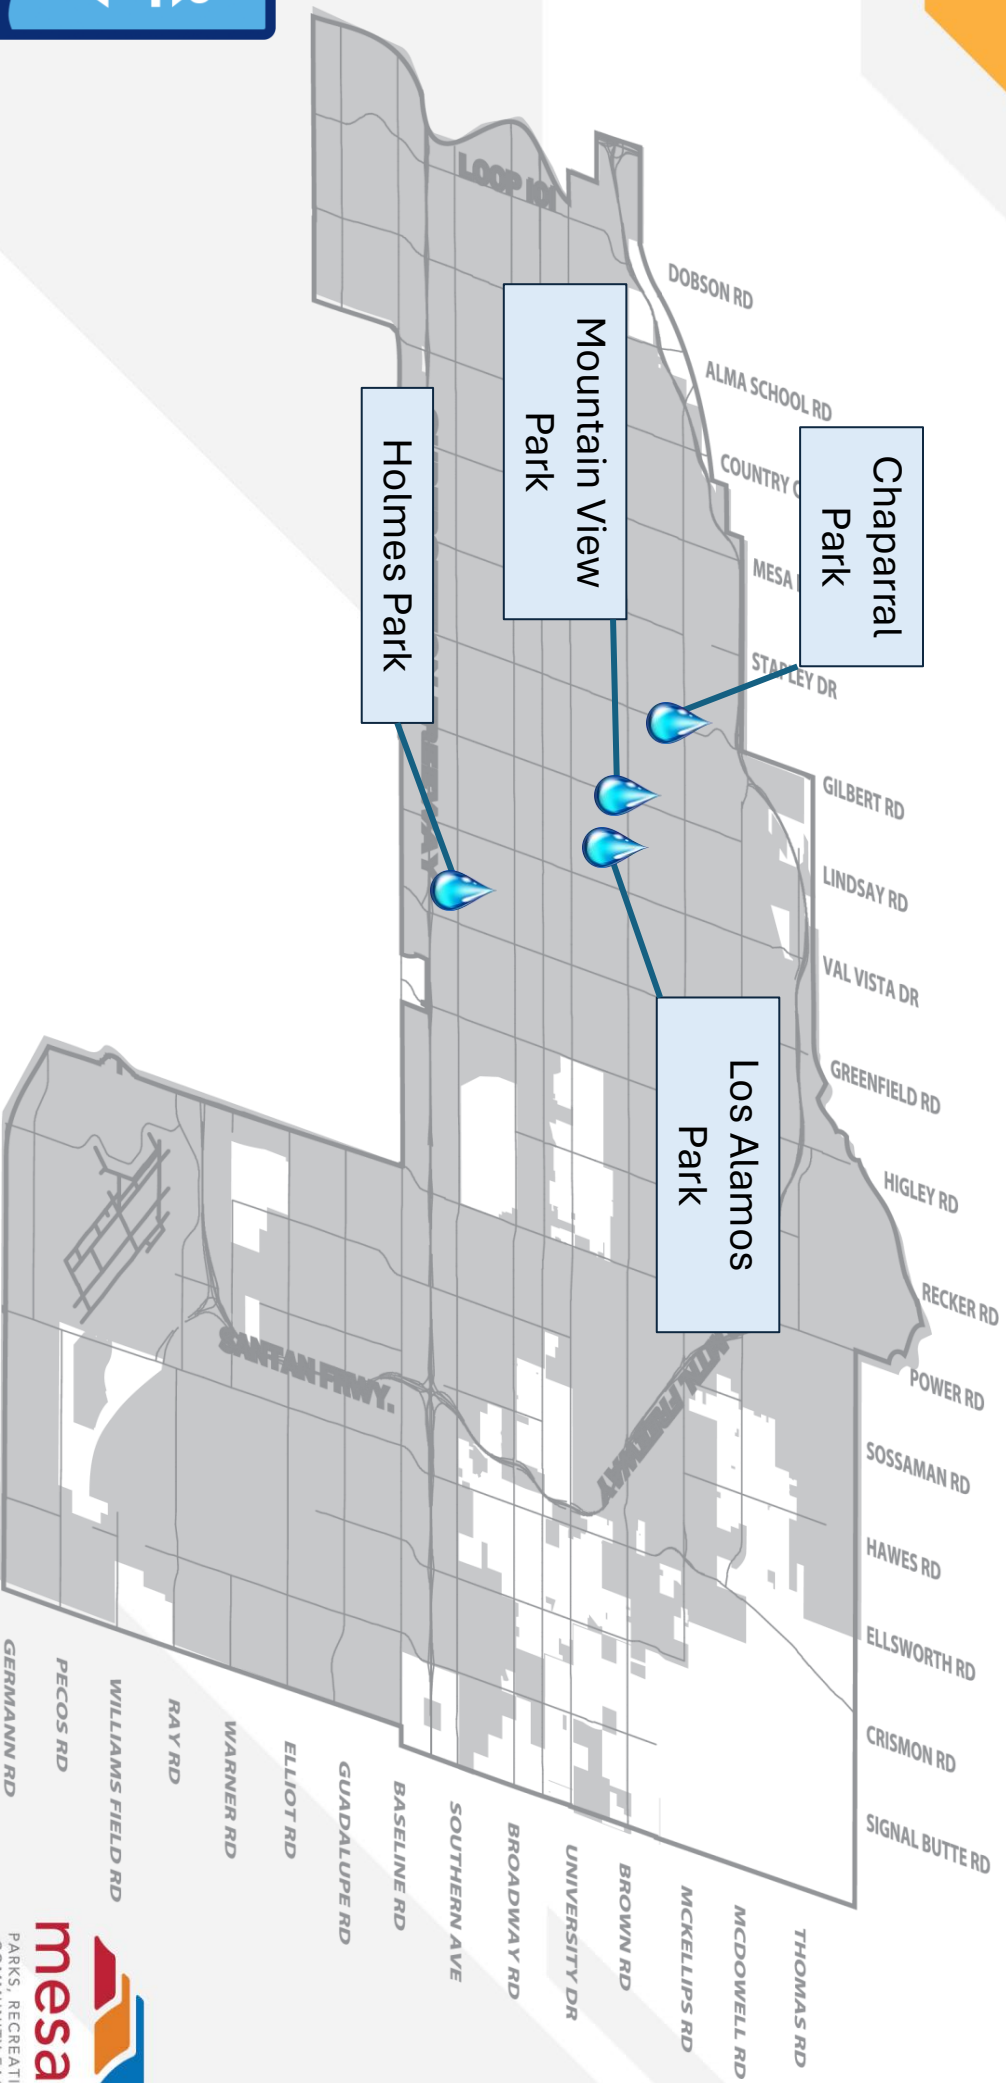 Chaparral
Park
Mountain View
Park
Holmes Park
Los Alamos
Park
LOOP 101
DOBSON RD
ALMA SCHOOL RD
COUNTRY
MESA
STAPLEY DR
GILBERT RD
LINDSAY RD
VAL VISTA DR
GREENFIELD RD
HIGLEY RD
RECKER RD
POWER RD
SOSSAMAN RD
HAWES RD
ELLSWORTH RD
CRISMON RD
SIGNAL BUTTE RD
THOMAS RD
MCDOWELL RD
MCKELLIPS RD
BROWN RD
UNIVERSITY DR
BROADWAY RD
SOUTHERN AVE
BASELINE RD
GUADALUPE RD
ELLIOT RD
WARNER RD
RAY RD
WILLIAMS FIELD RD
PECOS RD
GERMANN RD
SANTAN FRWY.
mesa
PARKS, RECREATI